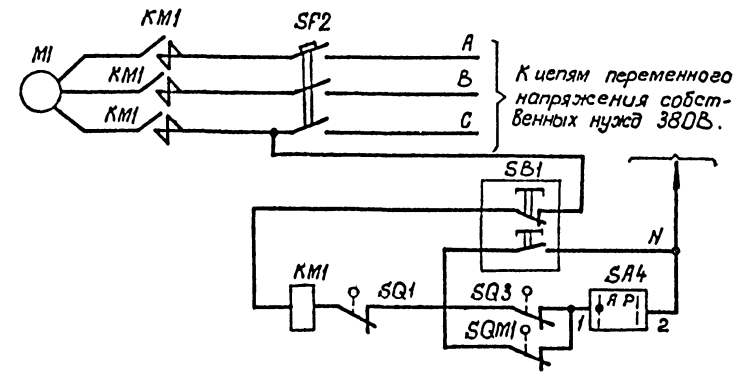 KM1
SF2
M1
A
KM1
B
KM1
C
К цепям переменного
напряжения собст-
венных нужд 380В.
SB1
N
KM1
SQ1
SQ3
SA4
А Р
1
2
SQM1